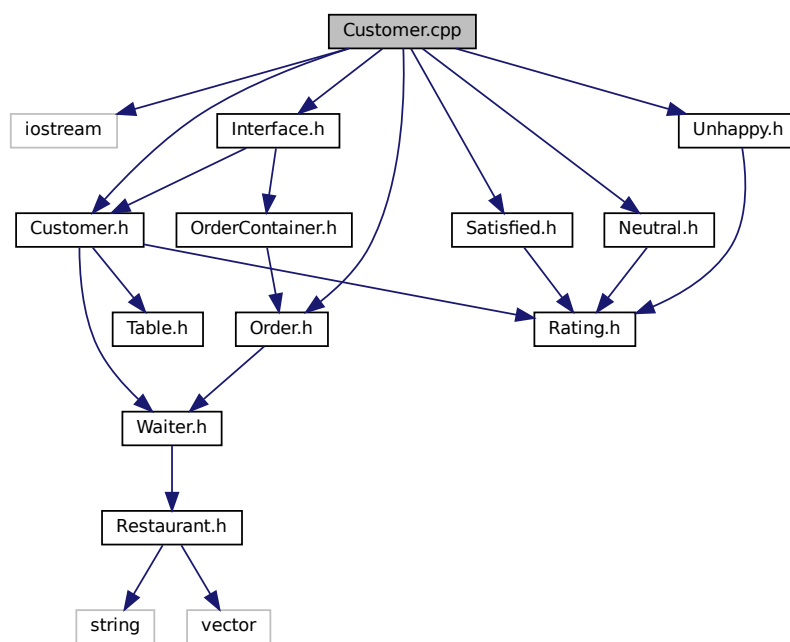 Customer.cpp
iostream
Interface.h
Unhappy.h
Customer.h
OrderContainer.h
Satisfied.h
Neutral.h
Table.h
Order.h
Rating.h
Waiter.h
Restaurant.h
string
vector